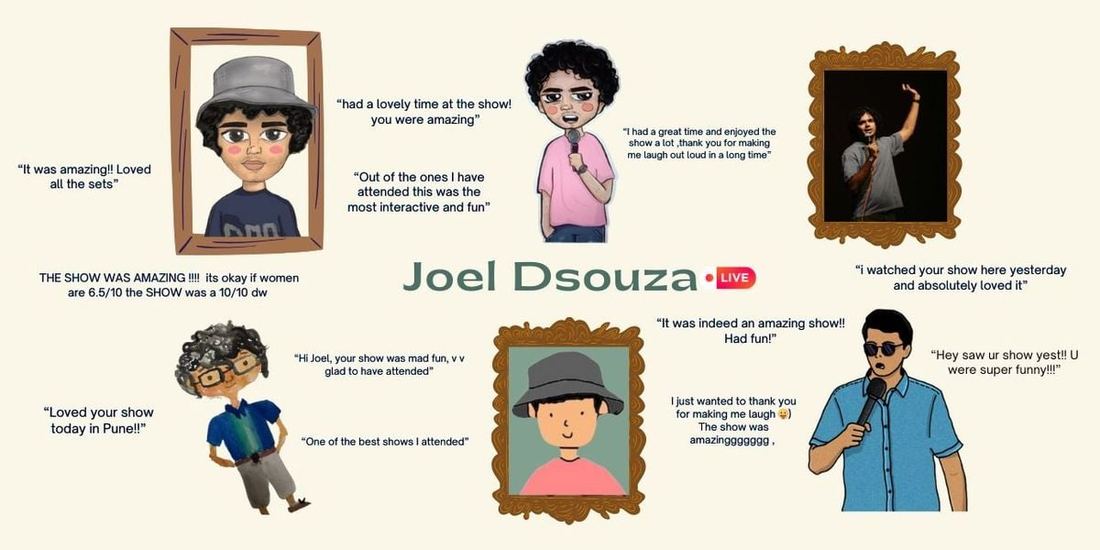 “It was amazing!! Loved
all the sets”
“had a lovely time at the show!
you were amazing”
“Out of the ones I have
attended this was the
most interactive and fun”
“I had a great time and enjoyed the
show a lot ,thank you for making
me laugh out loud in a long time”
THE SHOW WAS AMAZING !!!! its okay if women
are 6.5/10 the SHOW was a 10/10 dw
Joel Dsouza
LIVE
“i watched your show here yesterday
and absolutely loved it”
“Hi Joel, your show was mad fun, v v
glad to have attended”
“It was indeed an amazing show!!
Had fun!”
“Hey saw ur show yest!! U
were super funny!!!”
“Loved your show
today in Pune!!”
“One of the best shows I attended”
I just wanted to thank you
for making me laugh 😜)
The show was
amazinggggggg ,